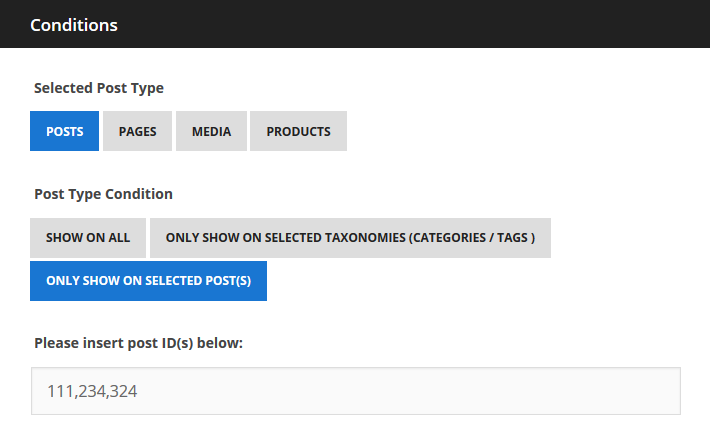 Conditions
Selected Post Type
POSTS PAGES MEDIA PRODUCTS
Post Type Condition
SHOW ON ALL ONLY SHOW ON SELECTED TAXONOMIES (CATEGORIES / TAGS )
ONLY SHOW ON SELECTED POST(S)
Please insert post ID(s) below:
111,234,324